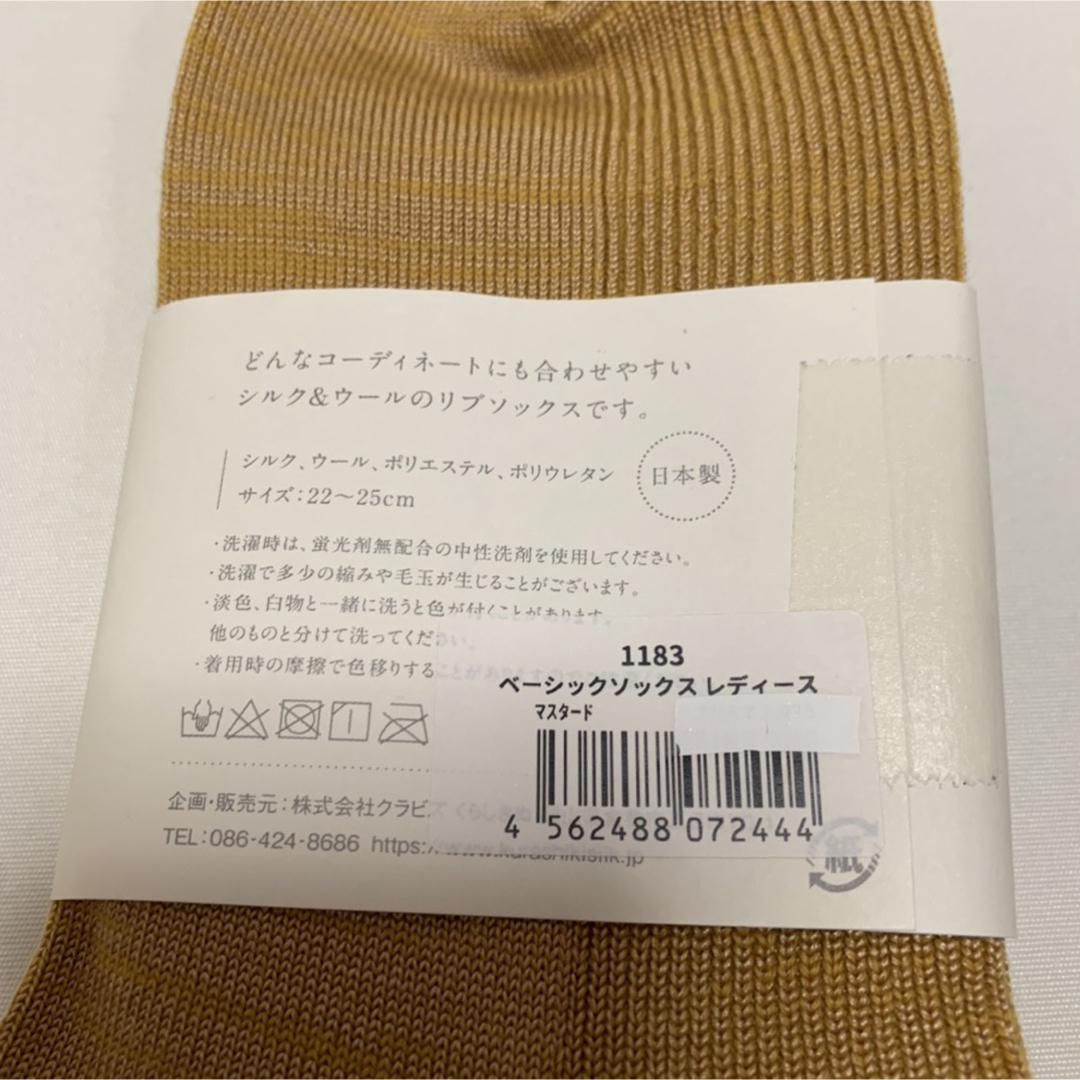 どんなコーディネートにも合わせやすい
シルク&ウールのリブソックスです。
シルク、ウール、ポリエステル、ポリウレタン
サイズ：22〜25cm
日本製
・洗濯時は、蛍光剤無配合の中性洗剤を使用してください。
・洗濯で多少の縮みや毛玉が生じることがございます。
・淡色、白物と一緒に洗うと色が付くことがあります。
他のものと分けて洗ってください。
・着用時の摩擦で色移りする
1183
ベーシックソックス レディース
マスタード
4 562488 072444
企画・販売元：株式会社クラビズ
TEL：086-424-8686 https://www.kurashikisilk.jp
紙